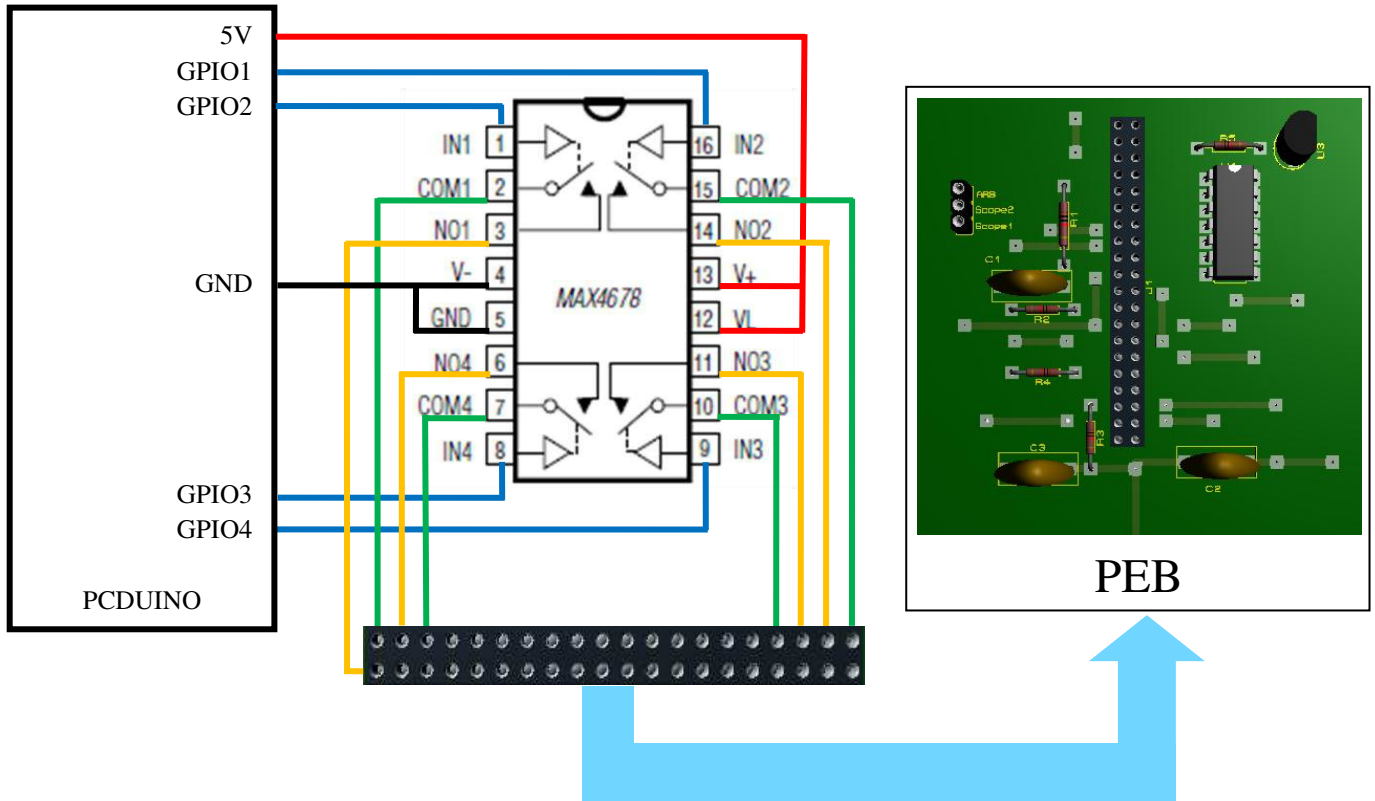 5V
GPIO1
GPIO2
GND
GPIO3
GPIO4
PCDUINO
IN1 1 16 IN2
COM1 2 15 COM2
NO1 3 14 NO2
V- 4 13 V+
MAX4678
GND 5 12 VL
NO4 6 11 NO3
COM4 7 10 COM3
IN4 8 9 IN3
ARB
Scope2
Scope1
R1
C1
R2
R4
R3
C3
C2
J1
U3
PEB